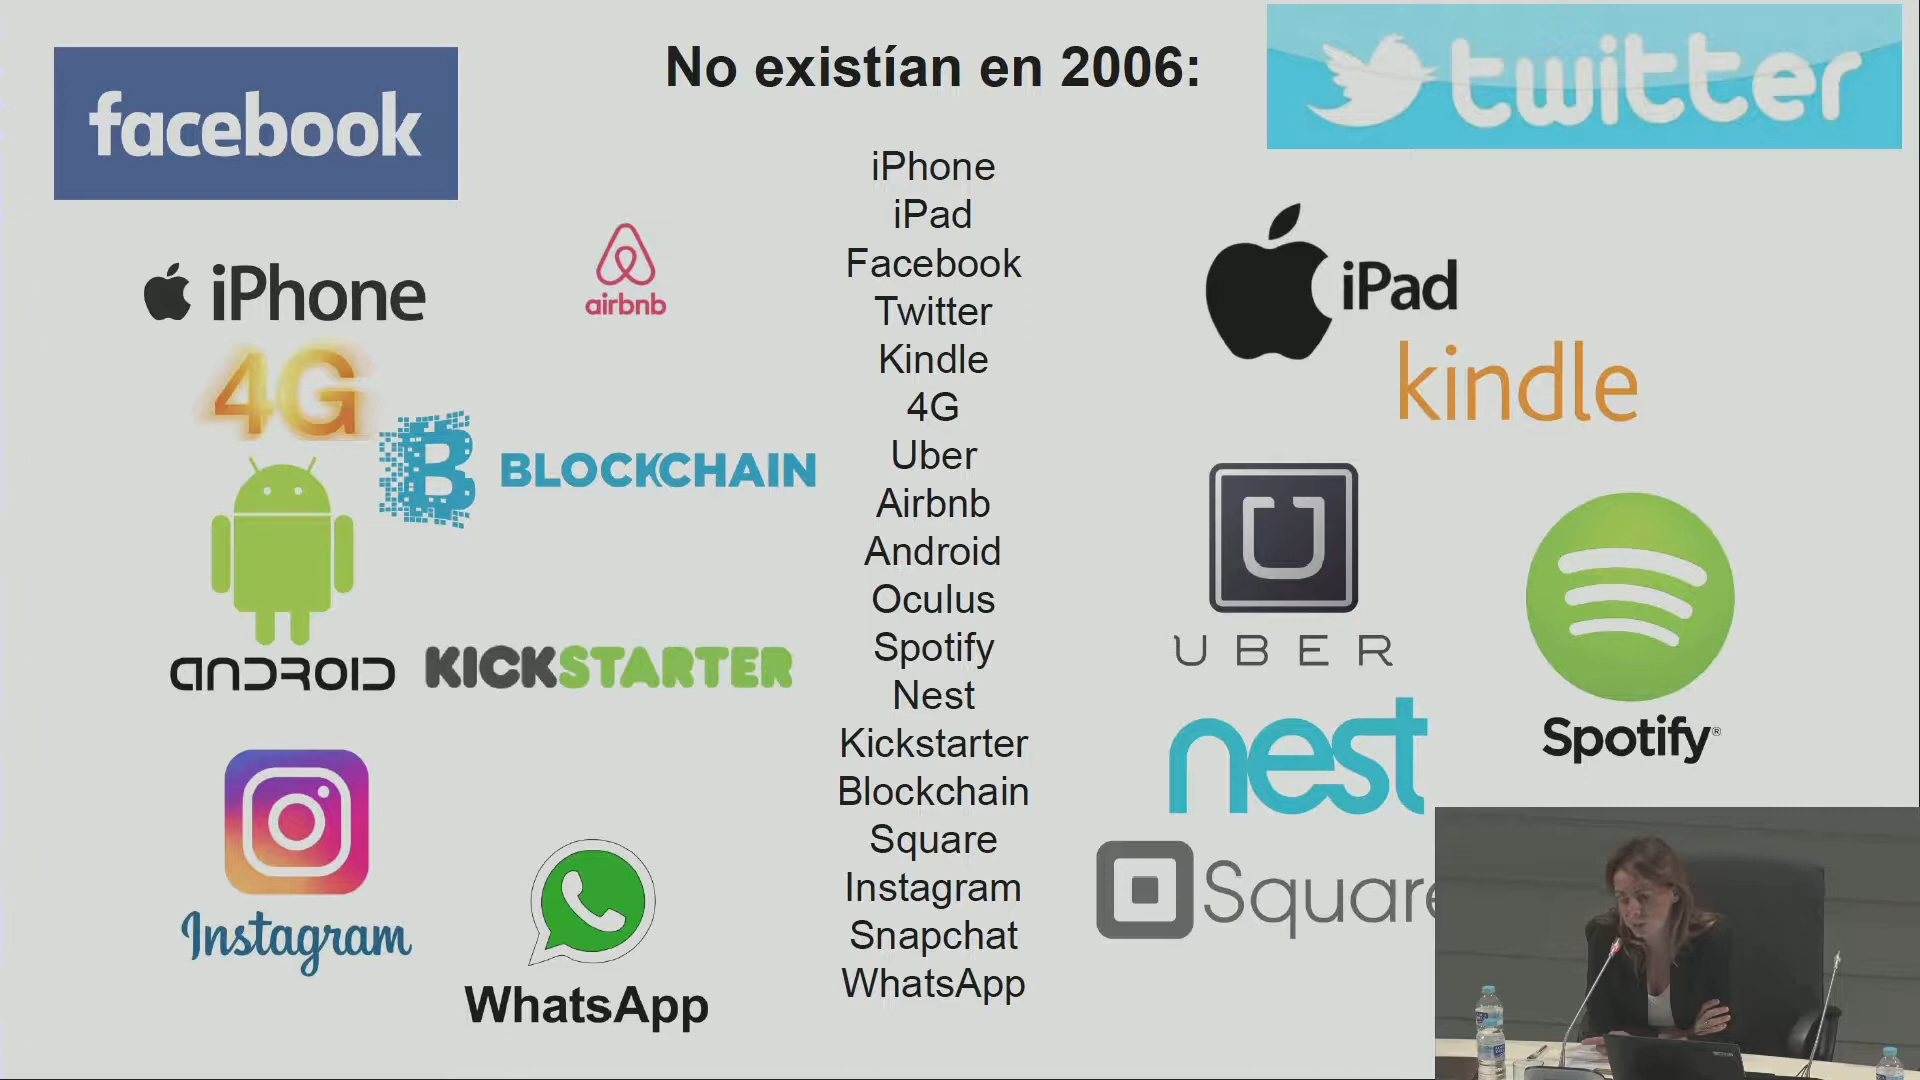 No existían en 2006:
facebook
twitter
iPhone
iPad
Facebook
Twitter
Kindle
4G
Uber
Airbnb
Android
Oculus
Spotify
Nest
Kickstarter
Blockchain
Square
Instagram
Snapchat
WhatsApp
iPhone
airbnb
4G
B BLOCKCHAIN
ANDROID
KICKSTARTER
Instagram
WhatsApp
iPad
kindle
U
UBER
Spotify®
nest
Square